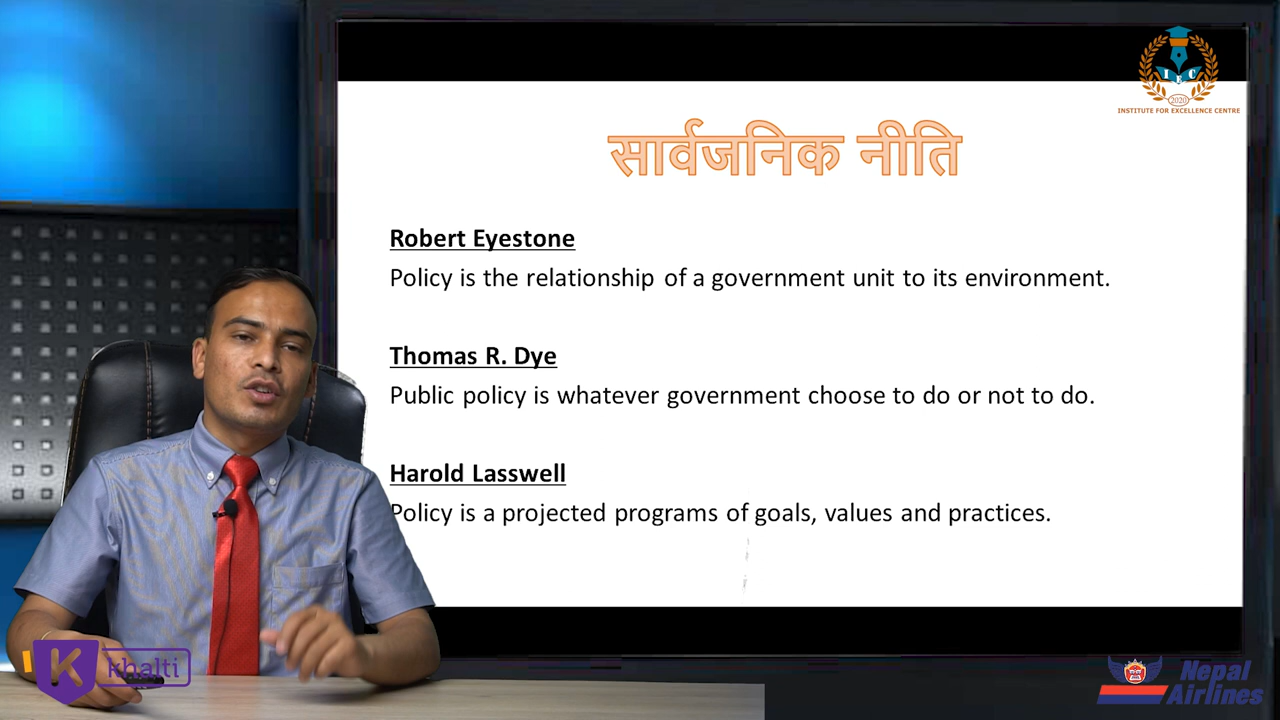 IEC
2020
INSTITUTE FOR EXCELLENCE CENTRE
सार्वजनिक नीति
Robert Eyestone
Policy is the relationship of a government unit to its environment.
Thomas R. Dye
Public policy is whatever government choose to do or not to do.
Harold Lasswell
Policy is a projected programs of goals, values and practices.
K khalti
Nepal
Airlines